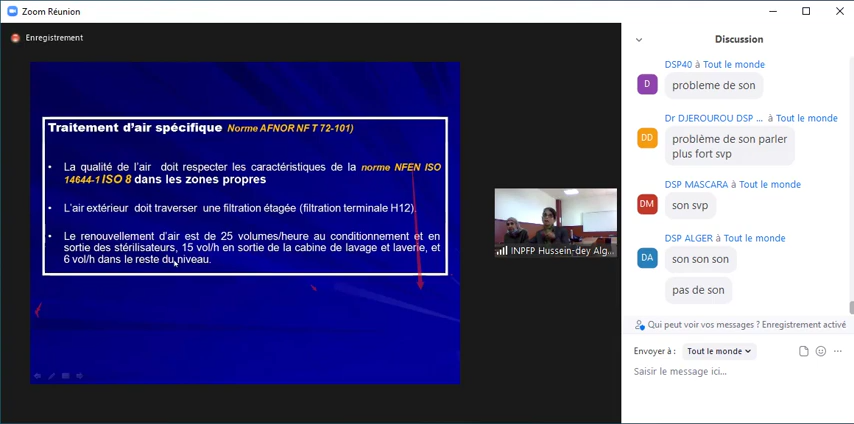 Zoom Réunion
Enregistrement
Traitement d'air spécifique Norme AFNOR NF T 72-101)
• La qualité de l'air doit respecter les caractéristiques de la norme NFEN ISO
14644-1 ISO 8 dans les zones propres
• L'air extérieur doit traverser une filtration étagée (filtration terminale H12).
• Le renouvellement d'air est de 25 volumes/heure au conditionnement et en
sortie des stérilisateurs, 15 vol/h en sortie de la cabine de lavage et laverie, et
6 vol/h dans le reste du niveau.
INPFP Hussein-dey Alg...
Discussion
DSP40 à Tout le monde
D
probleme de son
Dr DJEROUROU DSP ... à Tout le monde
DD
problème de son parler
plus fort svp
DSP MASCARA à Tout le monde
DM
son svp
DSP ALGER à Tout le monde
DA
son son son
pas de son
Qui peut voir vos messages ? Enregistrement activé
Envoyer à : Tout le monde
Saisir le message ici...